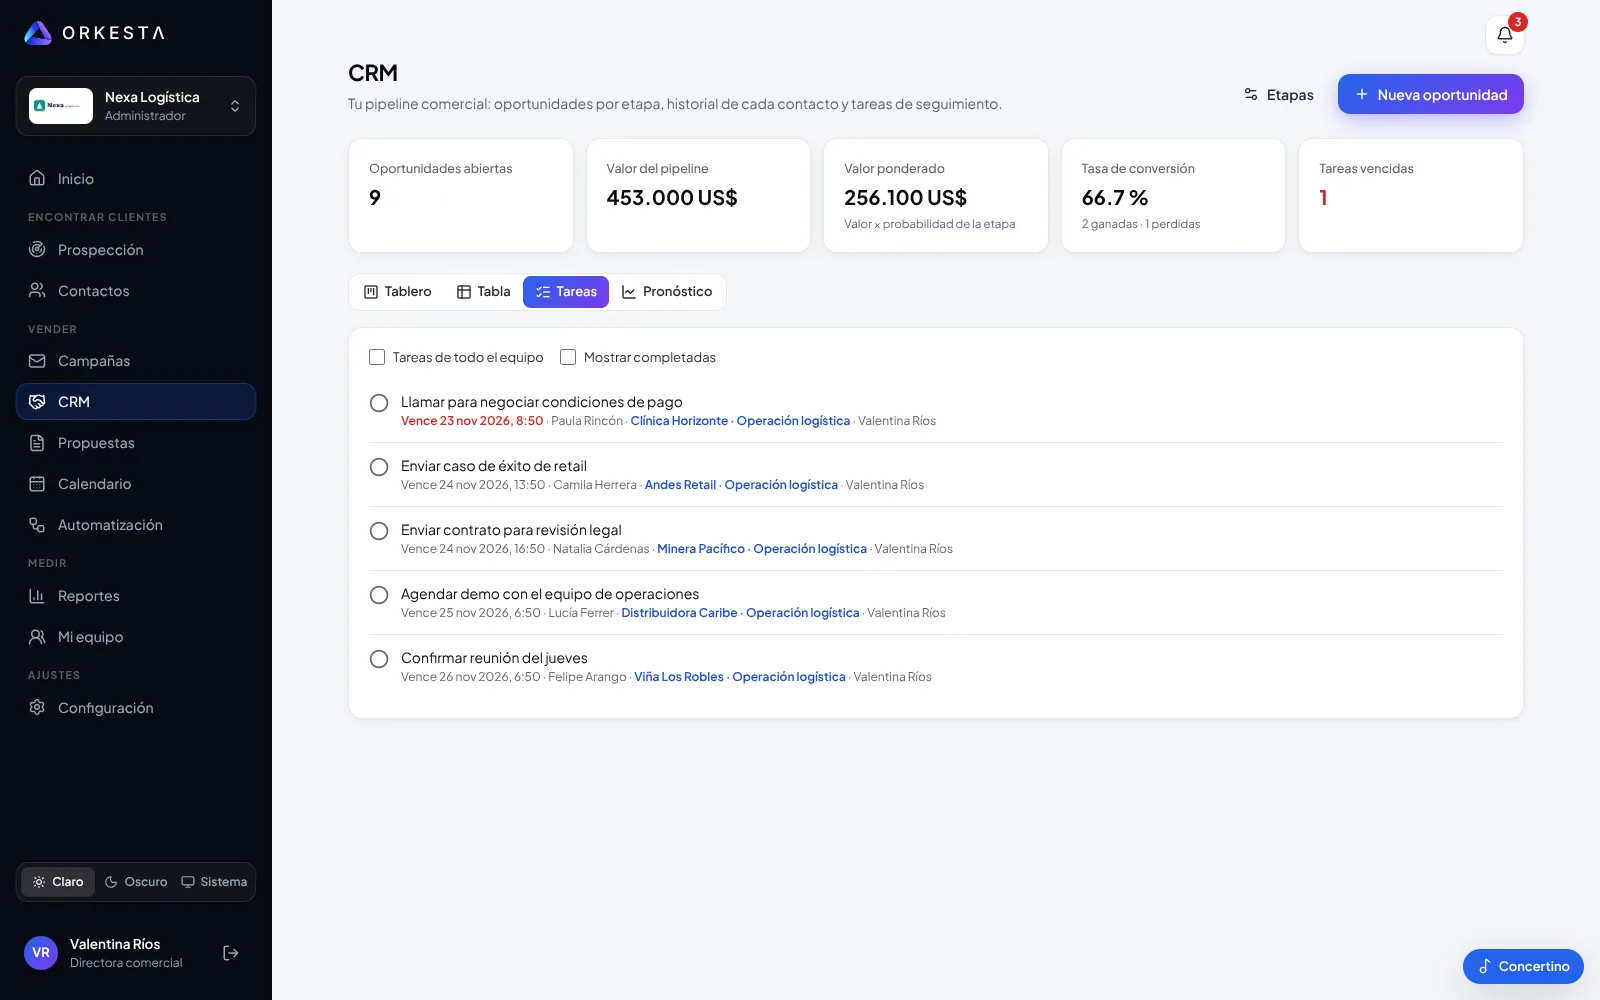 ORKESTA
Nexa
Nexa Logística
Administrador
Inicio
ENCONTRAR CLIENTES
Prospección
Contactos
VENDER
Campañas
CRM
Propuestas
Calendario
Automatización
MEDIR
Reportes
Mi equipo
AJUSTES
Configuración
Claro
Oscuro
Sistema
VR
Valentina Ríos
Directora comercial
3
CRM
Tu pipeline comercial: oportunidades por etapa, historial de cada contacto y tareas de seguimiento.
Etapas
Nueva oportunidad
Oportunidades abiertas
9
Valor del pipeline
453.000 US$
Valor ponderado
256.100 US$
Valor × probabilidad de la etapa
Tasa de conversión
66.7 %
2 ganadas · 1 perdidas
Tareas vencidas
1
Tablero
Tabla
Tareas
Pronóstico
Tareas de todo el equipo
Mostrar completadas
Llamar para negociar condiciones de pago
Vence 23 nov 2026, 8:50 · Paula Rincón · Clínica Horizonte · Operación logística · Valentina Ríos
Enviar caso de éxito de retail
Vence 24 nov 2026, 13:50 · Camila Herrera · Andes Retail · Operación logística · Valentina Ríos
Enviar contrato para revisión legal
Vence 24 nov 2026, 16:50 · Natalia Cárdenas · Minera Pacífico · Operación logística · Valentina Ríos
Agendar demo con el equipo de operaciones
Vence 25 nov 2026, 6:50 · Lucía Ferrer · Distribuidora Caribe · Operación logística · Valentina Ríos
Confirmar reunión del jueves
Vence 26 nov 2026, 6:50 · Felipe Arango · Viña Los Robles · Operación logística · Valentina Ríos
Concertino